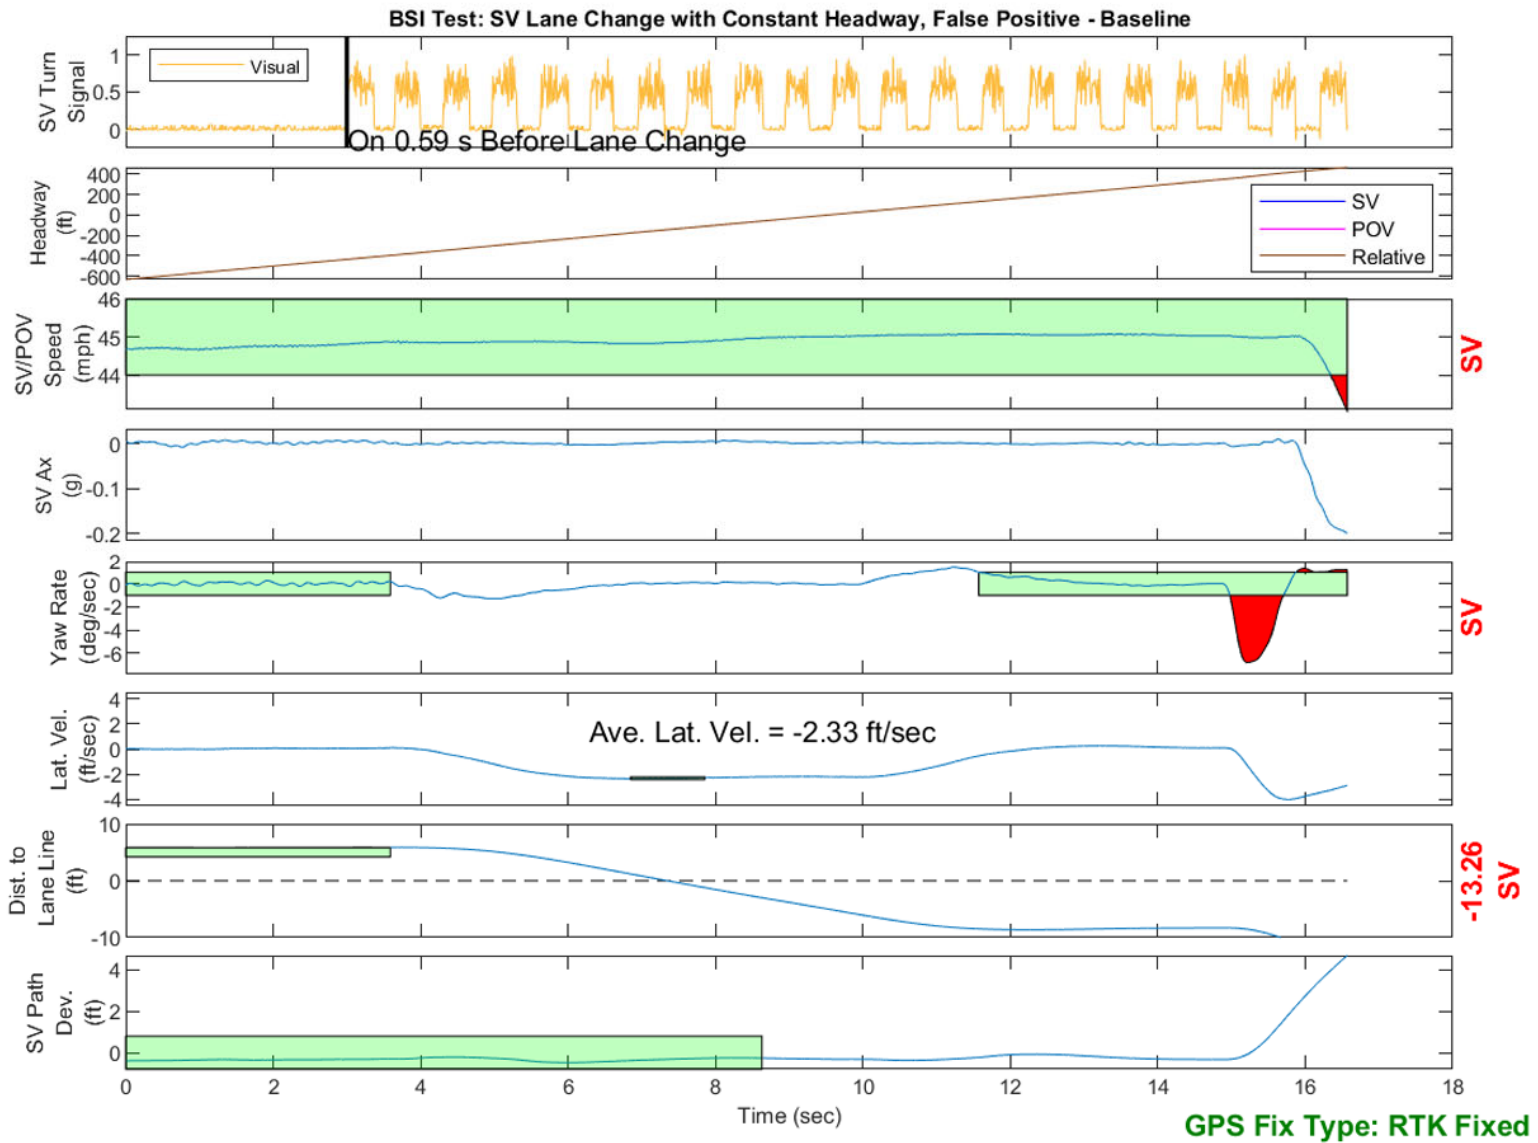 BSI Test: SV Lane Change with Constant Headway, False Positive - Baseline
SV Turn
Signal
1
0.5
0
Visual
On 0.59 s Before Lane Change
Headway
(ft)
400
200
0
-200
-400
-600
SV
POV
Relative
SV/POV
Speed
(mph)
46
45
44
SV
SV Ax
(g)
0
-0.1
-0.2
Yaw Rate
(deg/sec)
2
0
-2
-4
-6
SV
Lat. Vel.
(ft/sec)
4
2
0
-2
-4
Ave. Lat. Vel. = -2.33 ft/sec
Dist. to
Lane Line
(ft)
10
0
-10
-13.26
SV
SV Path
Dev.
(ft)
4
2
0
0 2 4 6 8 10 12 14 16 18
Time (sec)
GPS Fix Type: RTK Fixed